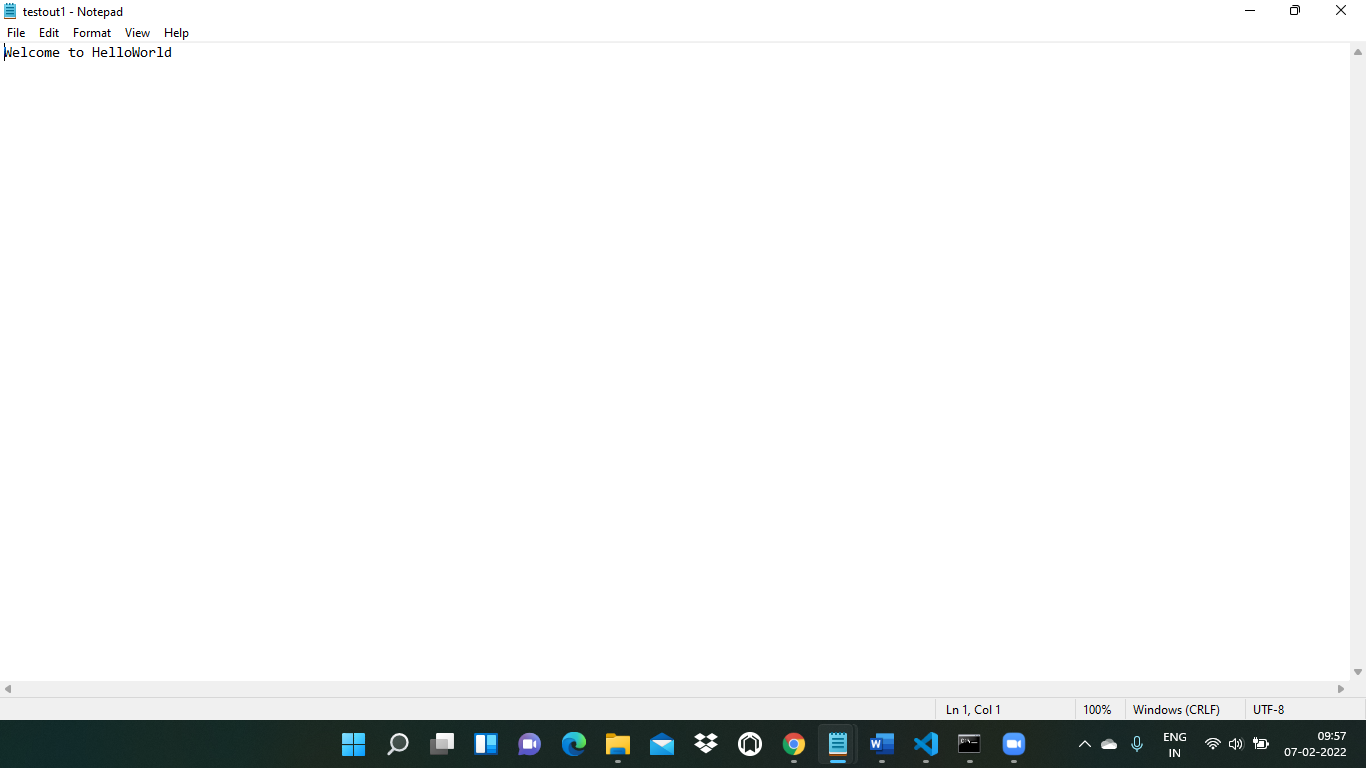 testout1 - Notepad
File Edit Format View Help
Welcome to HelloWorld
Ln 1, Col 1 100% Windows (CRLF) UTF-8
ENG 09:57
IN 07-02-2022